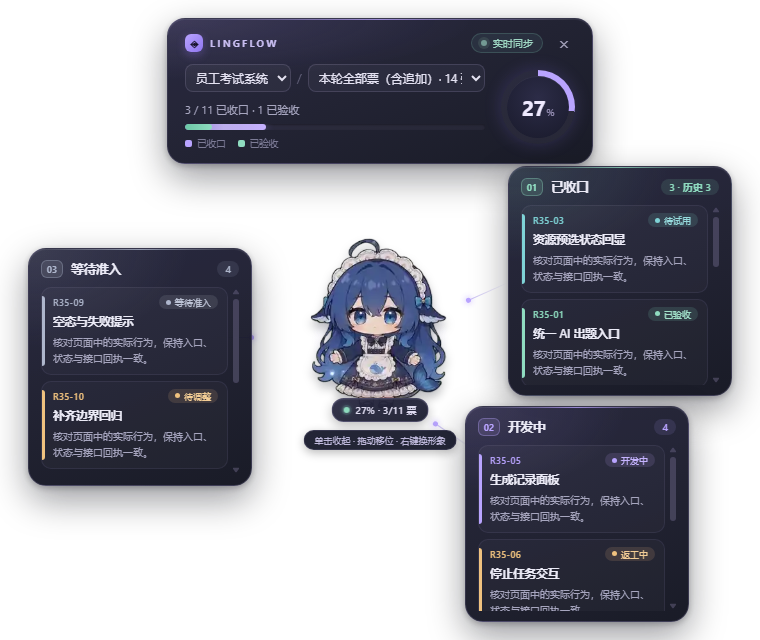 LINGFLOW
实时同步
员工考试系统 / 本轮全部票（含追加）· 14
3 / 11 已收口 · 1 已验收
27%
已收口 已验收
01 已收口 3 · 历史 3
R35-03 待试用
资源预选状态回显
核对页面中的实际行为，保持入口、
状态与接口回执一致。
R35-01 已验收
统一 AI 出题入口
核对页面中的实际行为，保持入口、
状态与接口回执一致。
03 等待准入 4
R35-09 等待准入
空态与失败提示
核对页面中的实际行为，保持入口、
状态与接口回执一致。
R35-10 待调整
补齐边界回归
核对页面中的实际行为，保持入口、
状态与接口回执一致。
27% · 3/11 票
单击收起 · 拖动移位 · 右键换形象
02 开发中 4
R35-05 开发中
生成记录面板
核对页面中的实际行为，保持入口、
状态与接口回执一致。
R35-06 返工中
停止任务交互
核对页面中的实际行为，保持入口、
状态与接口回执一致。